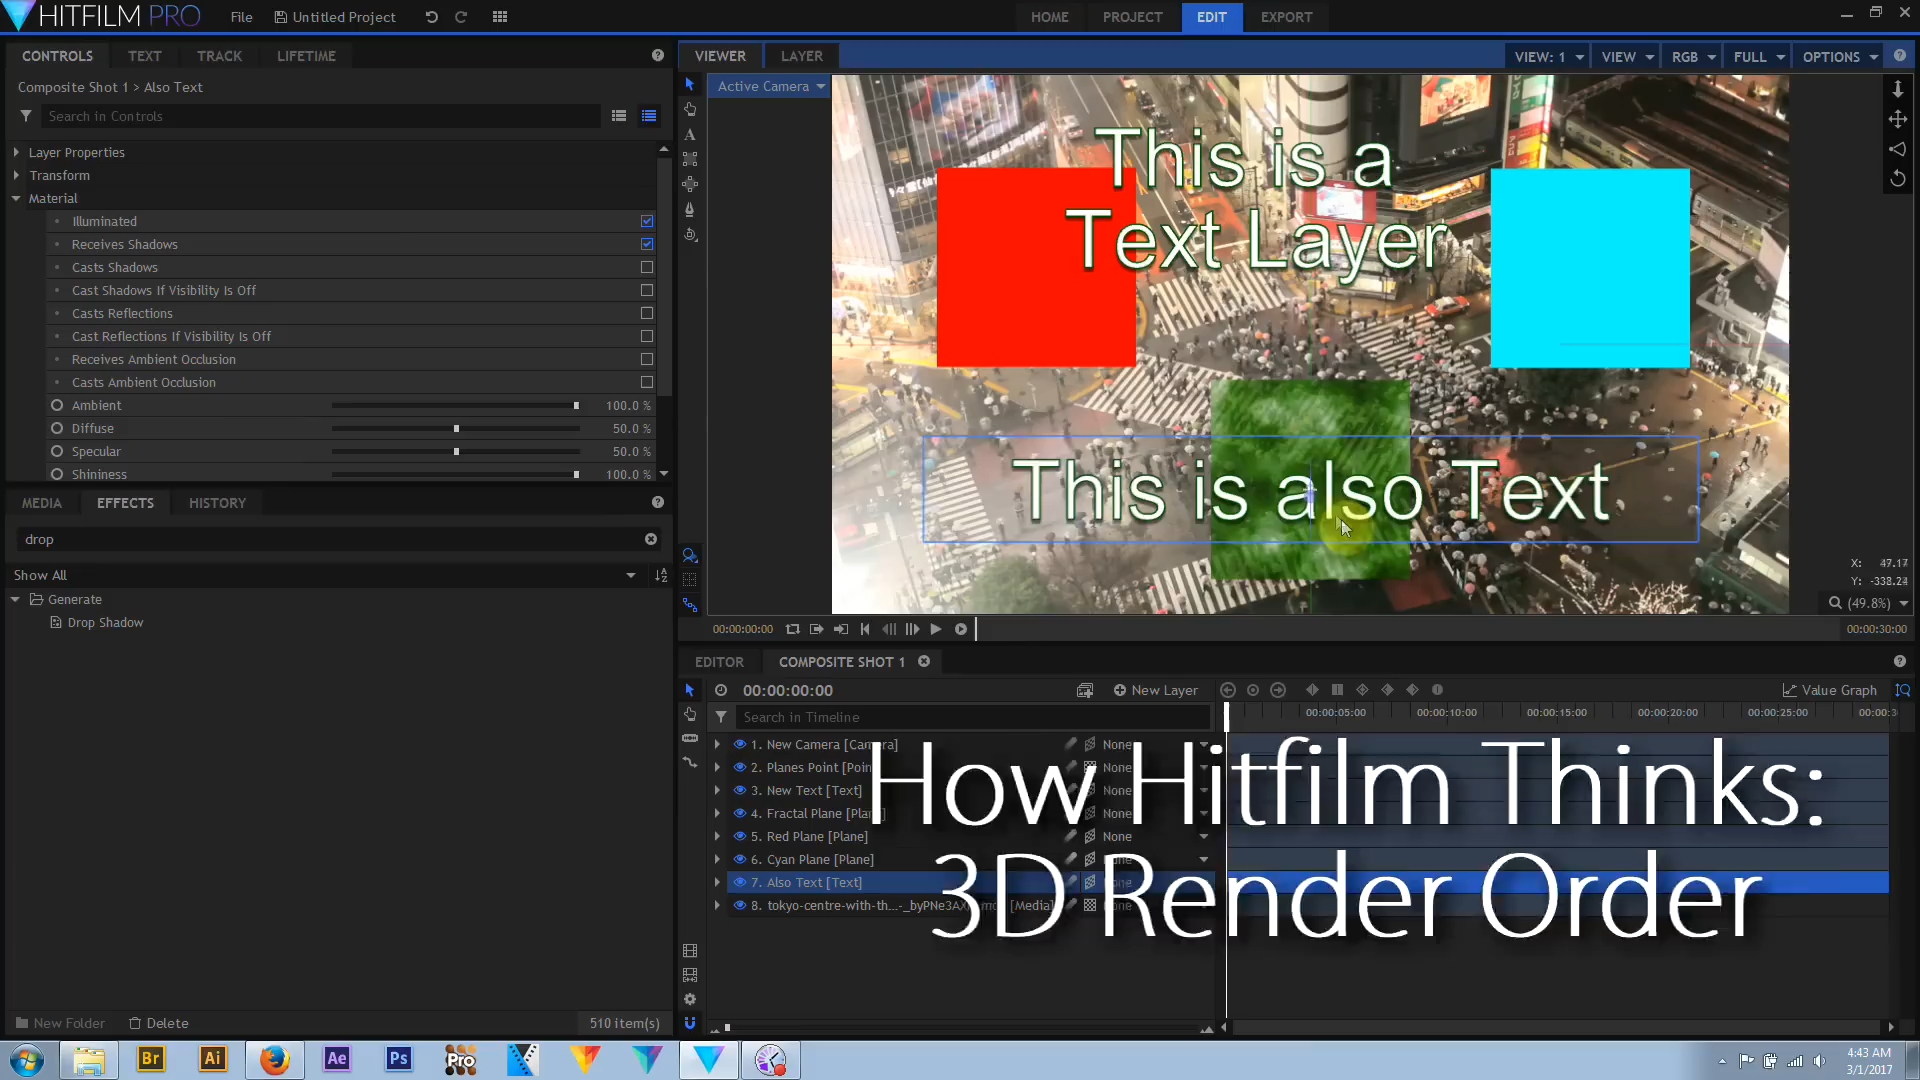 HITFILM PRO
File
Untitled Project
HOME
PROJECT
EDIT
EXPORT
CONTROLS
TEXT
TRACK
LIFETIME
VIEWER
LAYER
VIEW: 1
VIEW
RGB
FULL
OPTIONS
Composite Shot 1 > Also Text
Active Camera
Search in Controls
Layer Properties
Transform
Material
Illuminated
Receives Shadows
Casts Shadows
Cast Shadows If Visibility Is Off
Casts Reflections
Cast Reflections If Visibility Is Off
Receives Ambient Occlusion
Casts Ambient Occlusion
Ambient 100.0 %
Diffuse 50.0 %
Specular 50.0 %
Shininess 100.0 %
This is a
Text Layer
This is also Text
X: 47.17
Y: -338.24
(49.8%)
MEDIA
EFFECTS
HISTORY
drop
Show All
Generate
Drop Shadow
New Folder
Delete
510 item(s)
00:00:00:00
00:00:30:00
EDITOR
COMPOSITE SHOT 1
00:00:00:00
New Layer
Value Graph
Search in Timeline
00:00:05:00
00:00:10:00
00:00:15:00
00:00:20:00
00:00:25:00
1. New Camera [Camera] None
2. Planes Point [Poin None
3. New Text [Text] None
4. Fractal Plane [Plan None
5. Red Plane [Plane] None
6. Cyan Plane [Plane] None
7. Also Text [Text] None
8. tokyo-centre-with-th...-_byPNe3AX [Media] None
How Hitfilm Thinks:
3D Render Order
Br
Ai
Ae
Ps
Pro
4:43 AM
3/1/2017